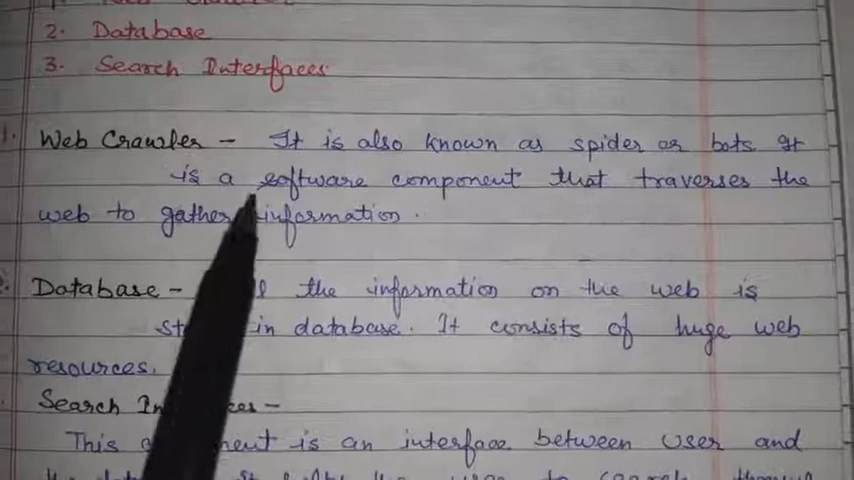 2. Database
3. Search Interfaces
1. Web Crawler - It is also known as spider or bots It
is a software component that traverses the
web to gather information.
Database - the information on the web is
in database. It consists of huge web
resources.
Search -
This is an interface between user and